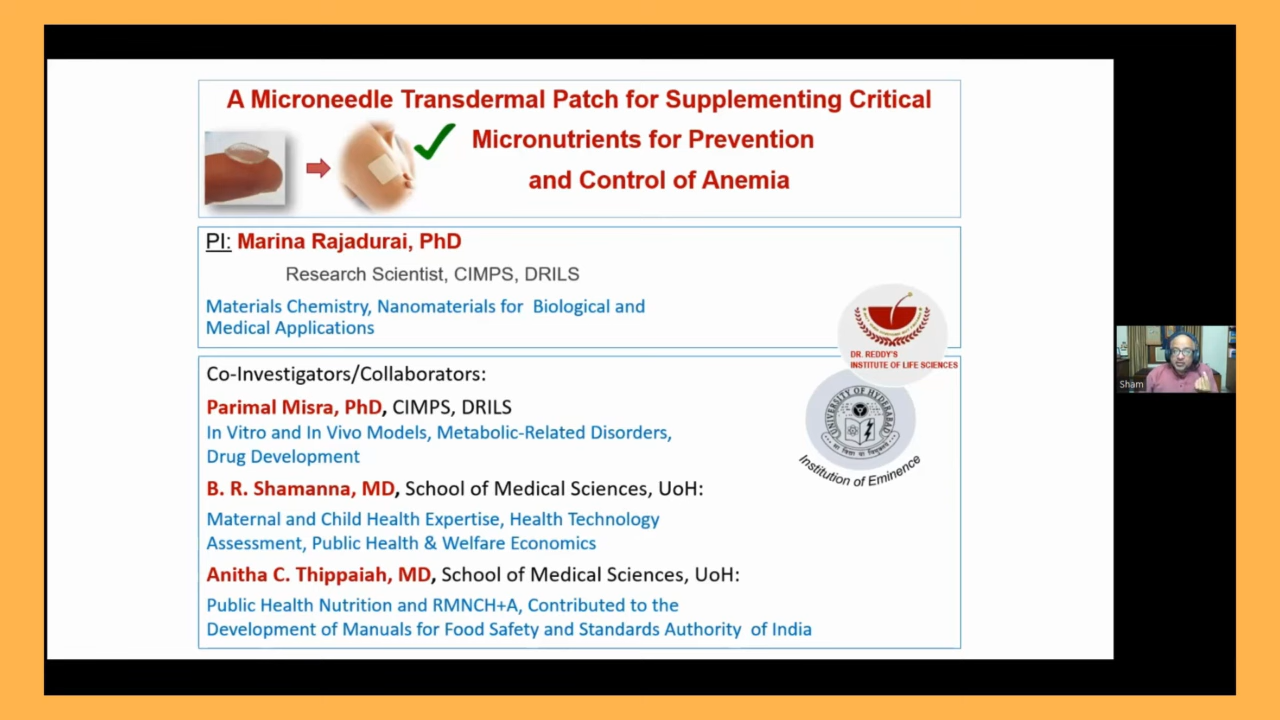 A Microneedle Transdermal Patch for Supplementing Critical
Micronutrients for Prevention
and Control of Anemia
PI: Marina Rajadurai, PhD
Research Scientist, CIMPS, DRILS
Materials Chemistry, Nanomaterials for Biological and
Medical Applications
DR. REDDY'S
INSTITUTE OF LIFE SCIENCES
Co-Investigators/Collaborators:
Parimal Misra, PhD, CIMPS, DRILS
In Vitro and In Vivo Models, Metabolic-Related Disorders,
Drug Development
UNIVERSITY OF HYDERABAD
Institution of Eminence
B. R. Shamanna, MD, School of Medical Sciences, UoH:
Maternal and Child Health Expertise, Health Technology
Assessment, Public Health & Welfare Economics
Anitha C. Thippaiah, MD, School of Medical Sciences, UoH:
Public Health Nutrition and RMNCH+A, Contributed to the
Development of Manuals for Food Safety and Standards Authority of India
Sham